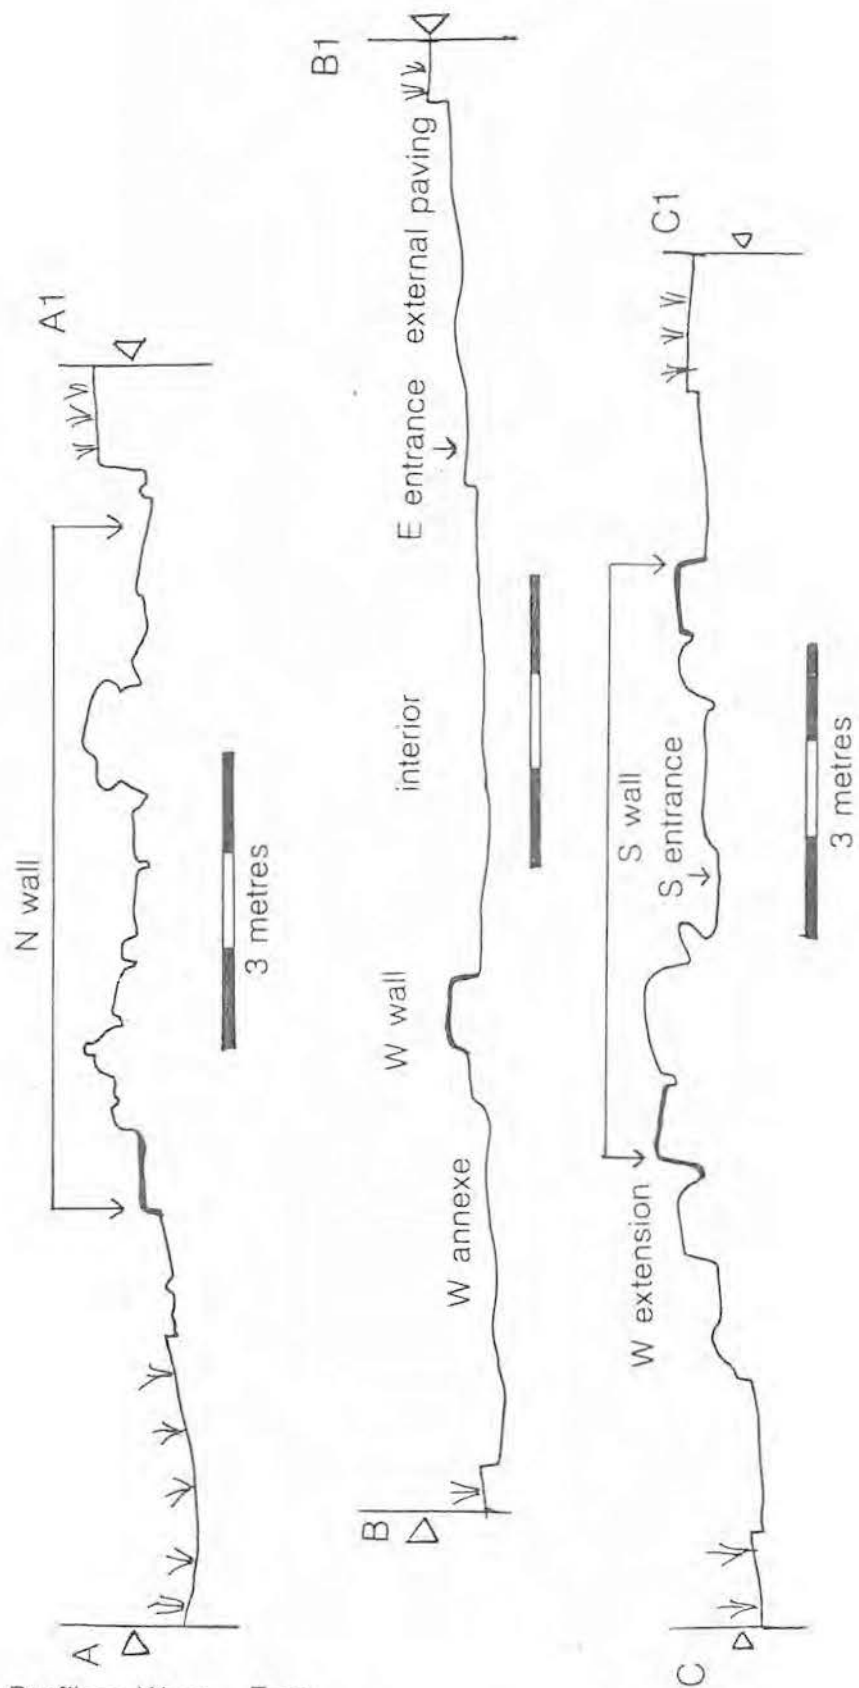 A
A1
N wall
3 metres
B
B1
W annexe
W wall
interior
E entrance
external paving
C
C1
W extension
S wall
S entrance
3 metres